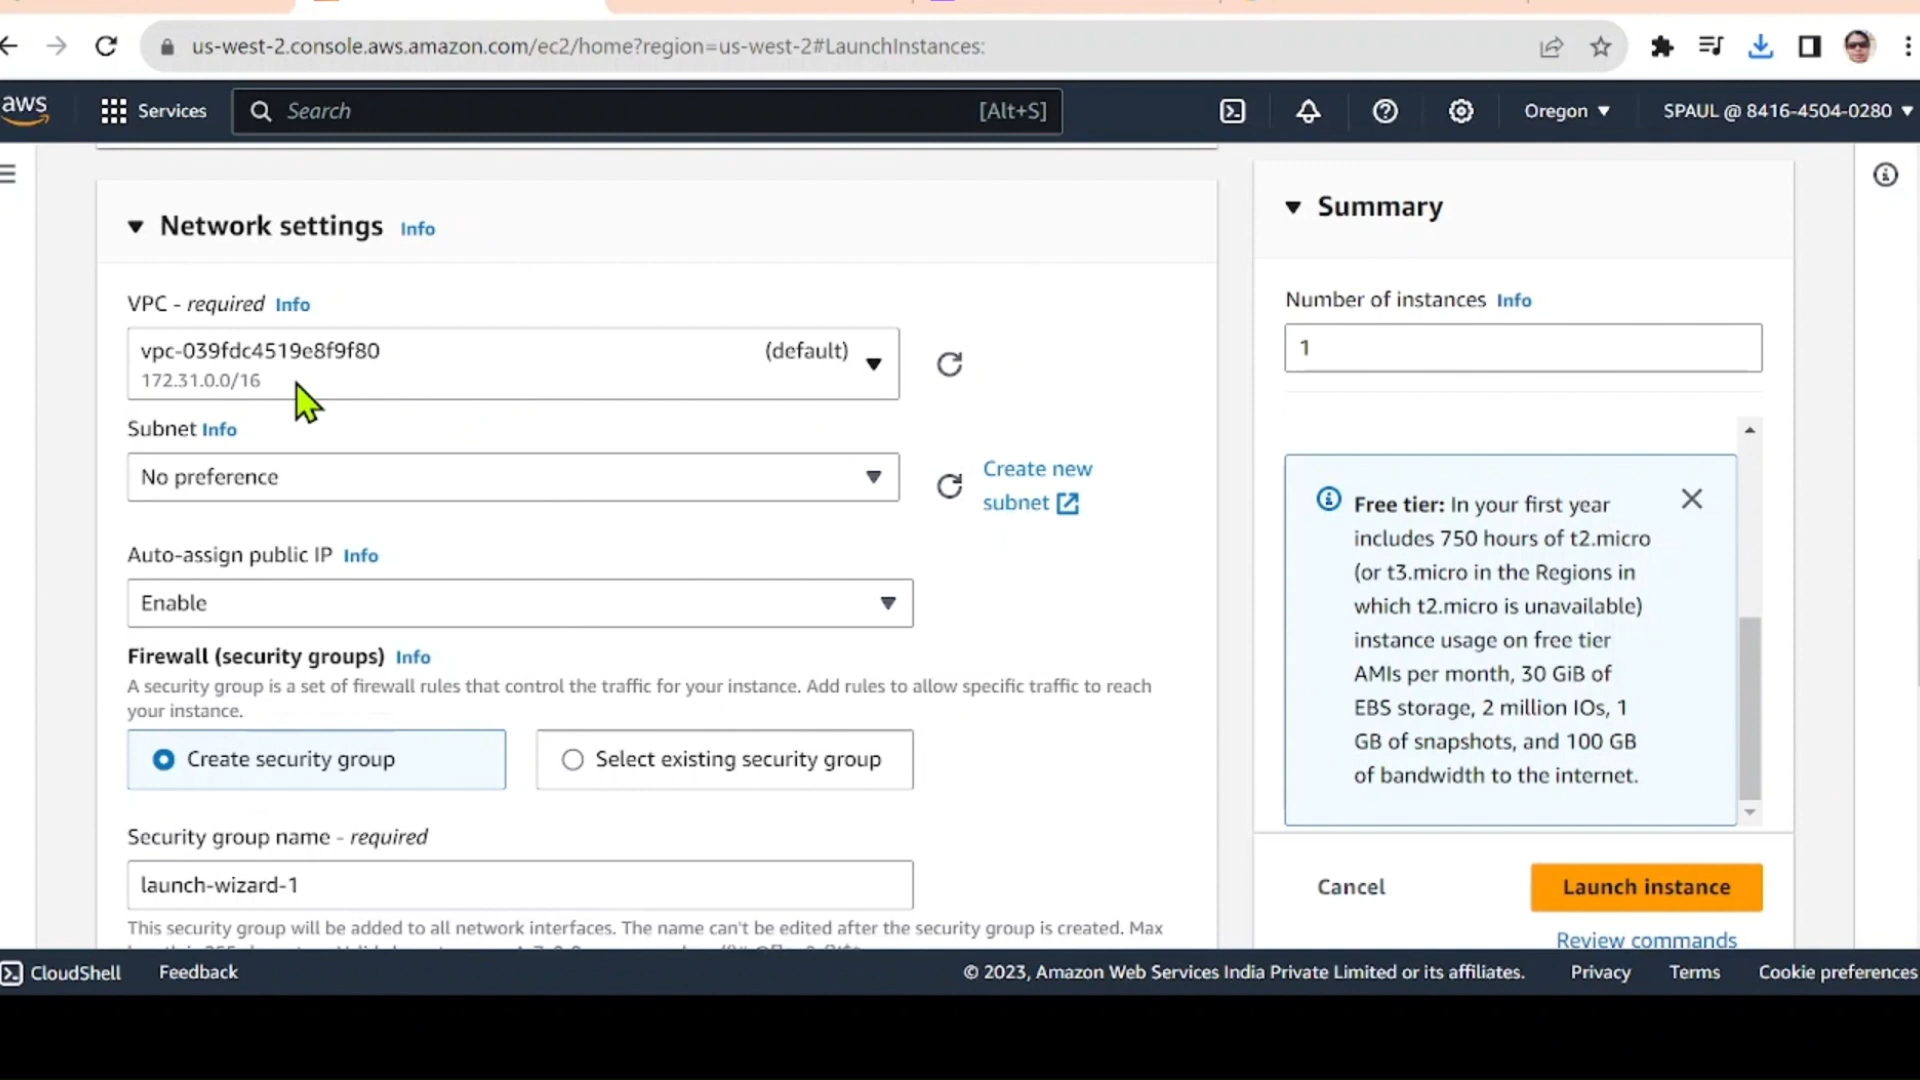 us-west-2.console.aws.amazon.com/ec2/home?region=us-west-2#LaunchInstances:
aws
Services
Search
[Alt+S]
Oregon
SPAUL @ 8416-4504-0280
Network settings Info
VPC - required Info
vpc-039fdc4519e8f9f80
(default)
172.31.0.0/16
Subnet Info
No preference
Create new
subnet
Auto-assign public IP Info
Enable
Firewall (security groups) Info
A security group is a set of firewall rules that control the traffic for your instance. Add rules to allow specific traffic to reach
your instance.
Create security group
Select existing security group
Security group name - required
launch-wizard-1
This security group will be added to all network interfaces. The name can't be edited after the security group is created. Max
Summary
Number of instances Info
1
Free tier: In your first year
includes 750 hours of t2.micro
(or t3.micro in the Regions in
which t2.micro is unavailable)
instance usage on free tier
AMIs per month, 30 GiB of
EBS storage, 2 million IOs, 1
GB of snapshots, and 100 GB
of bandwidth to the internet.
Cancel
Launch instance
Review commands
CloudShell
Feedback
© 2023, Amazon Web Services India Private Limited or its affiliates.
Privacy
Terms
Cookie preferences